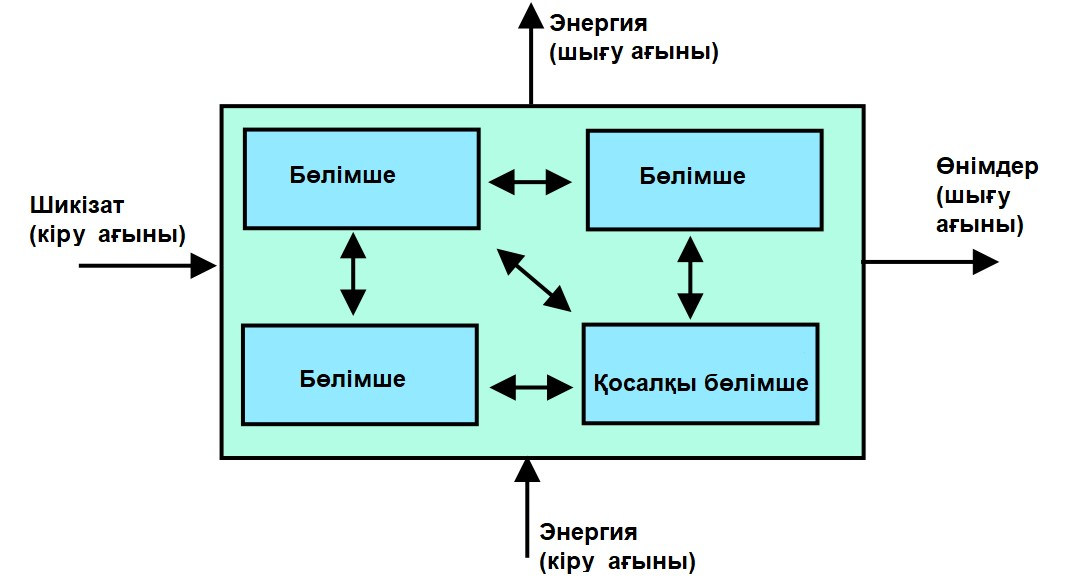 Энергия
(шығу ағыны)
Бөлімше
Бөлімше
Өнімдер
(шығу
ағыны)
Шикізат
(кіру ағыны)
Бөлімше
Қосалқы бөлімше
Энергия
(кіру ағыны)